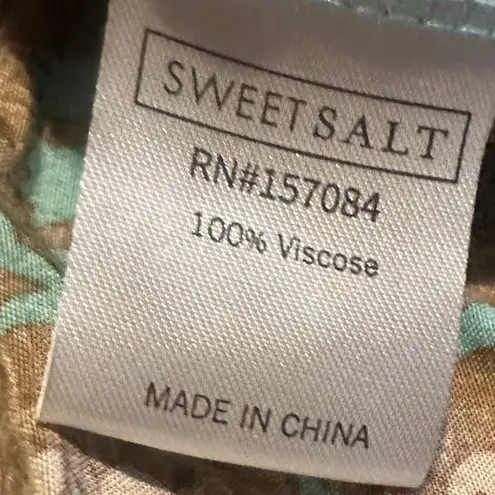 SWEETSALT
RN#157084
100% Viscose
MADE IN CHINA